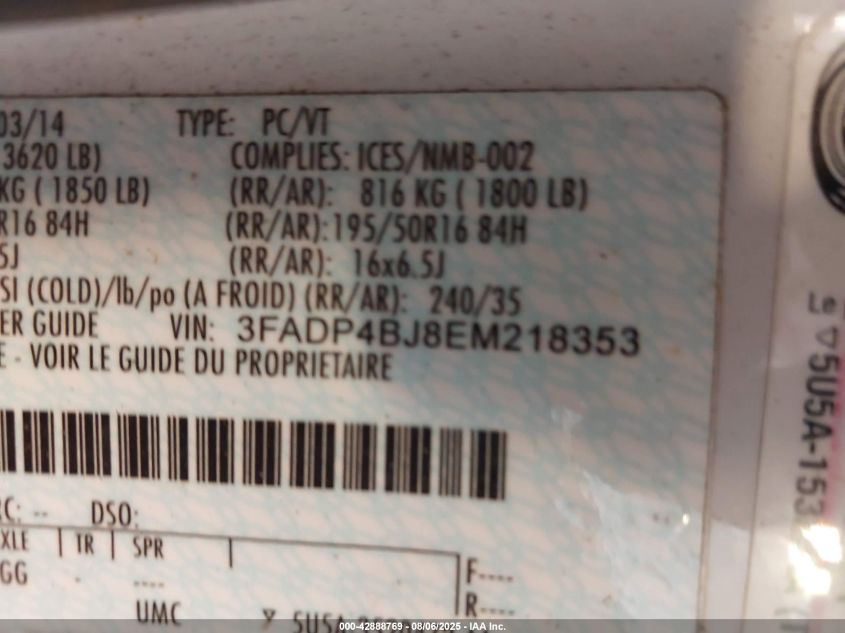 03/14 TYPE: PC/VT
3620 LB) COMPLIES: ICES/NMB-002
KG ( 1850 LB) (RR/AR): 816 KG ( 1800 LB)
R16 84H (RR/AR):195/50R16 84H
5J (RR/AR): 16x6.5J
SI (COLD)/lb/po (A FROID) (RR/AR): 240/35
ER GUIDE VIN: 3FADP4BJ8EM218353
E - VOIR LE GUIDE DU PROPRIETAIRE
RC: -- DSO:
XLE | TR | SPR |
GG - ---- F----
R----
UMC
5U5A-153
000-42888769 - 08/06/2025 - IAA Inc.